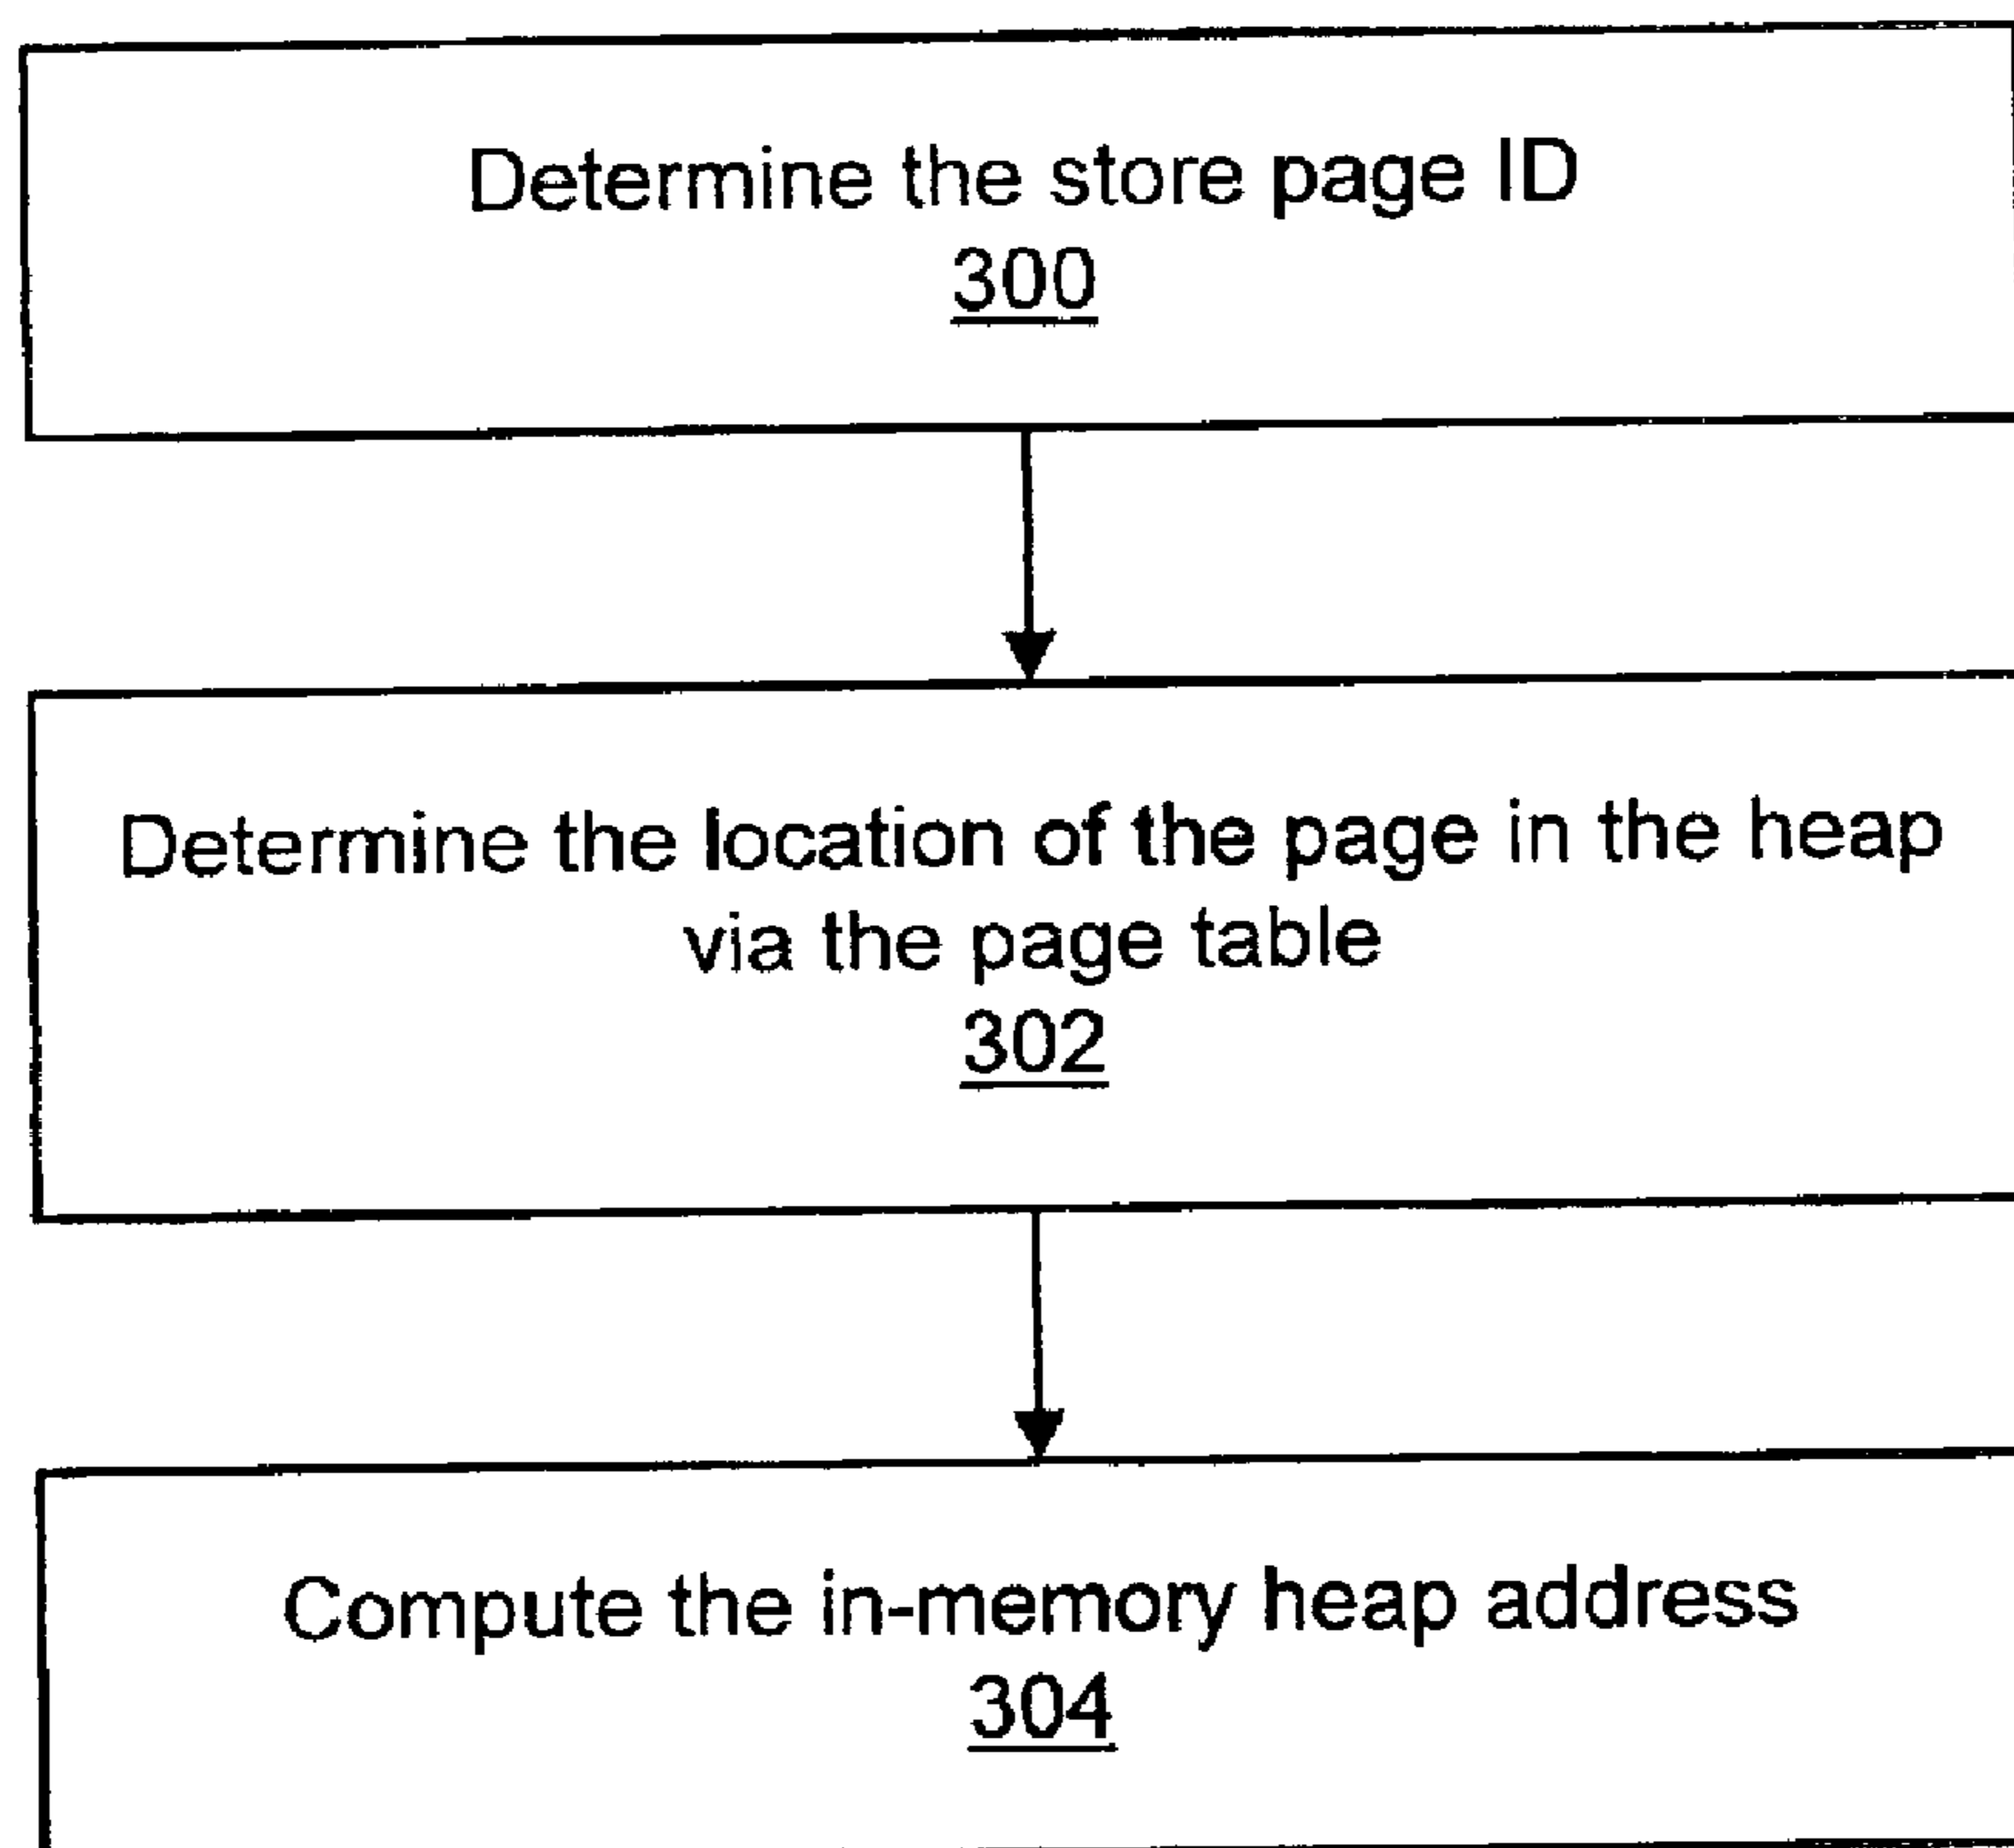 Determine the store page ID
300
Determine the location of the page in the heap
via the page table
302
Compute the in-memory heap address
304